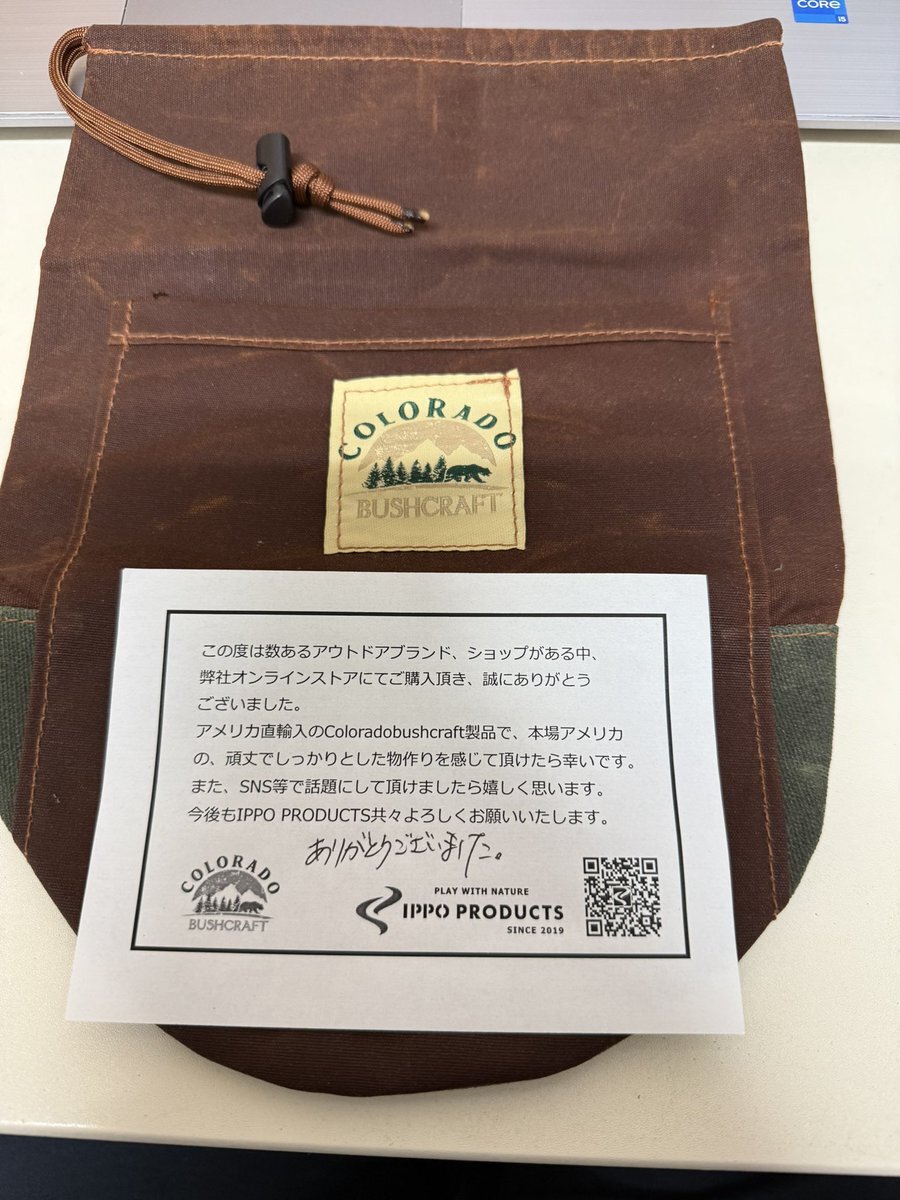 CORE
i5
COLORADO
BUSHCRAFT
この度は数あるアウトドアブランド、ショップがある中、
弊社オンラインストアにてご購入頂き、誠にありがとう
ございました。
アメリカ直輸入のColoradobushcraft製品で、本場アメリカ
の、頑丈でしっかりとした物作りを感じて頂けたら幸いです。
また、SNS等で話題にして頂けましたら嬉しく思います。
今後もIPPO PRODUCTS共々よろしくお願いいたします。
ありがとうございました。
COLORADO
BUSHCRAFT
PLAY WITH NATURE
IPPO PRODUCTS
SINCE 2019